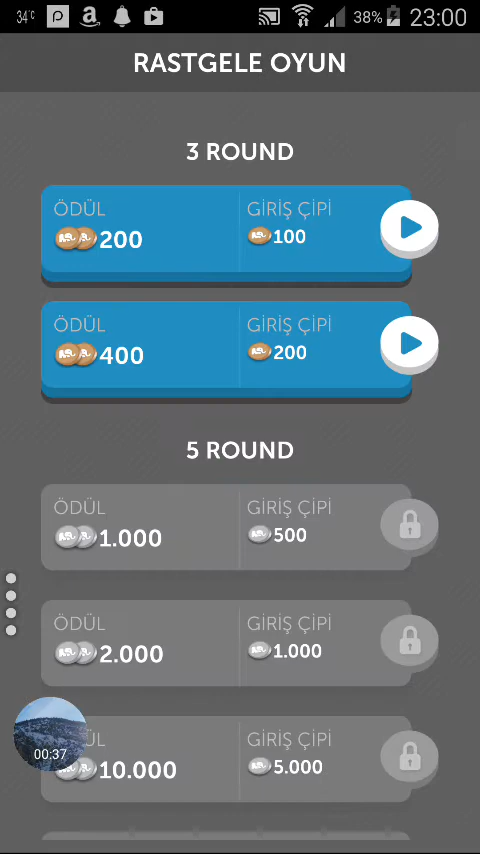 34°C
38%
23:00
RASTGELE OYUN
3 ROUND
ÖDÜL
GİRİŞ ÇİPİ
200
100
ÖDÜL
GİRİŞ ÇİPİ
400
200
5 ROUND
ÖDÜL
GİRİŞ ÇİPİ
1.000
500
ÖDÜL
GİRİŞ ÇİPİ
2.000
1.000
GİRİŞ ÇİPİ
00:37
10.000
5.000